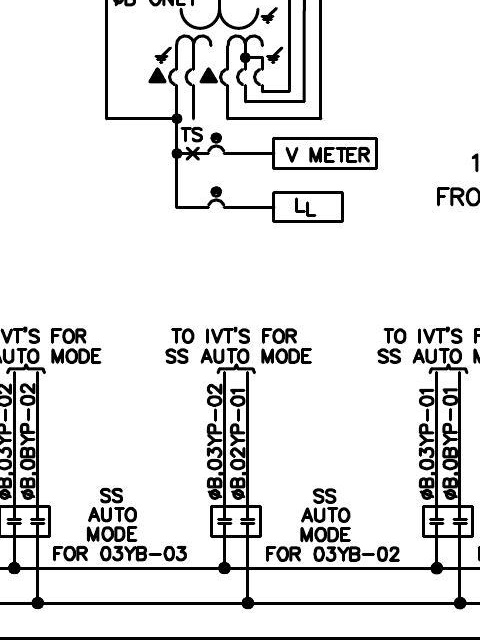 ØB ONLY
TS
V METER
LL
1
FRO
IVT'S FOR
AUTO MODE
TO IVT'S FOR
SS AUTO MODE
TO IVT'S F
SS AUTO M
ØB,03YP-02
ØB,0BYP-02
ØB,03YP-02
ØB,02YP-01
ØB,03YP-01
ØB,0BYP-01
SS
AUTO
MODE
FOR 03YB-03
SS
AUTO
MODE
FOR 03YB-02